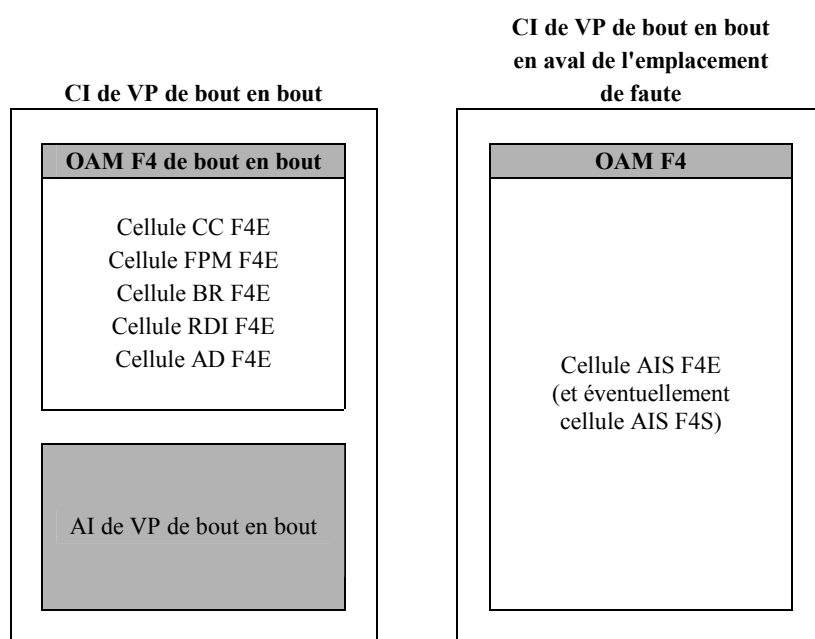 CI de VP de bout en bout
OAM F4 de bout en bout
Cellule CC F4E
Cellule FPM F4E
Cellule BR F4E
Cellule RDI F4E
Cellule AD F4E
AI de VP de bout en bout
CI de VP de bout en bout
en aval de l'emplacement
de faute
OAM F4
Cellule AIS F4E
(et éventuellement
cellule AIS F4S)